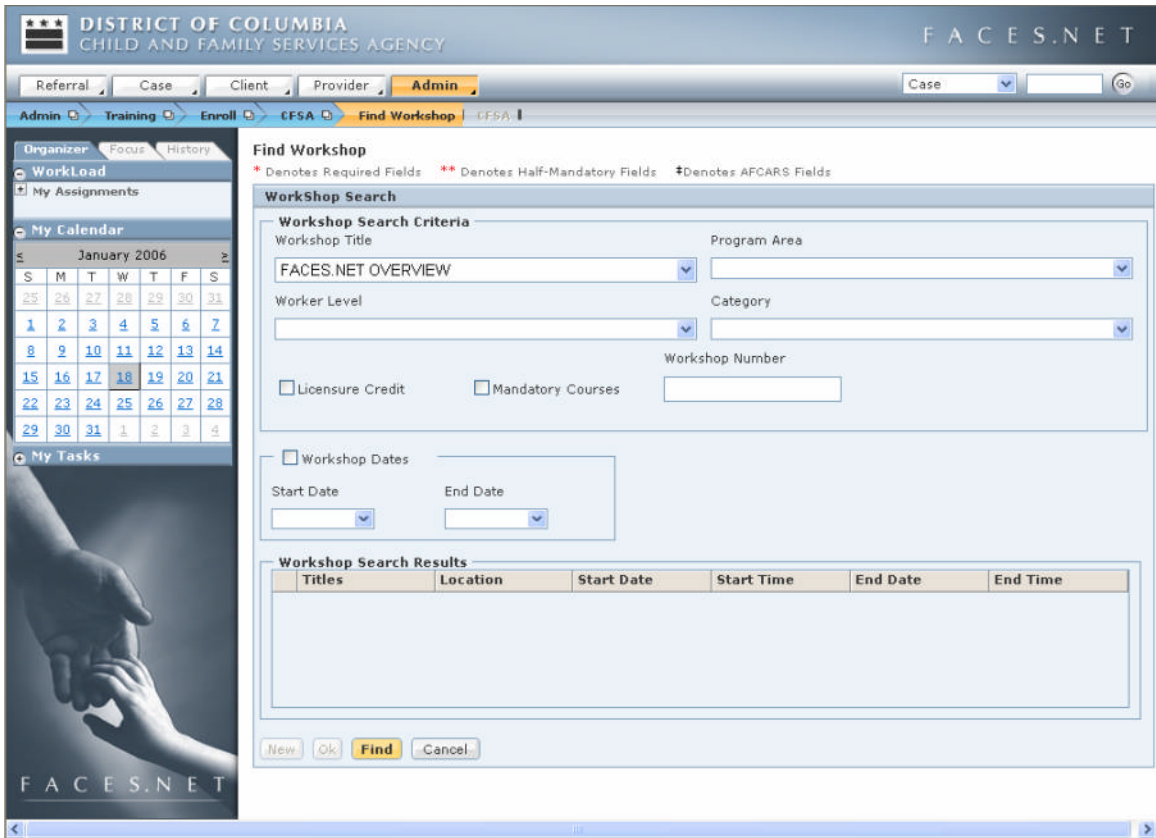 DISTRICT OF COLUMBIA
CHILD AND FAMILY SERVICES AGENCY
FACES.NET
Referral Case Client Provider Admin Case Go
Admin Training Enroll CFSA Find Workshop CFSA
Organizer Focus History
WorkLoad
My Assignments
My Calendar
≤ January 2006 ≥
S M T W T F S
25 26 27 28 29 30 31
1 2 3 4 5 6 7
8 9 10 11 12 13 14
15 16 17 18 19 20 21
22 23 24 25 26 27 28
29 30 31 1 2 3 4
My Tasks
FACES.NET
Find Workshop
* Denotes Required Fields ** Denotes Half-Mandatory Fields ‡Denotes AFCARS Fields
WorkShop Search
Workshop Search Criteria
Workshop Title Program Area
FACES.NET OVERVIEW
Worker Level Category
Workshop Number
Licensure Credit Mandatory Courses
Workshop Dates
Start Date End Date
Workshop Search Results
Titles Location Start Date Start Time End Date End Time
New Ok Find Cancel